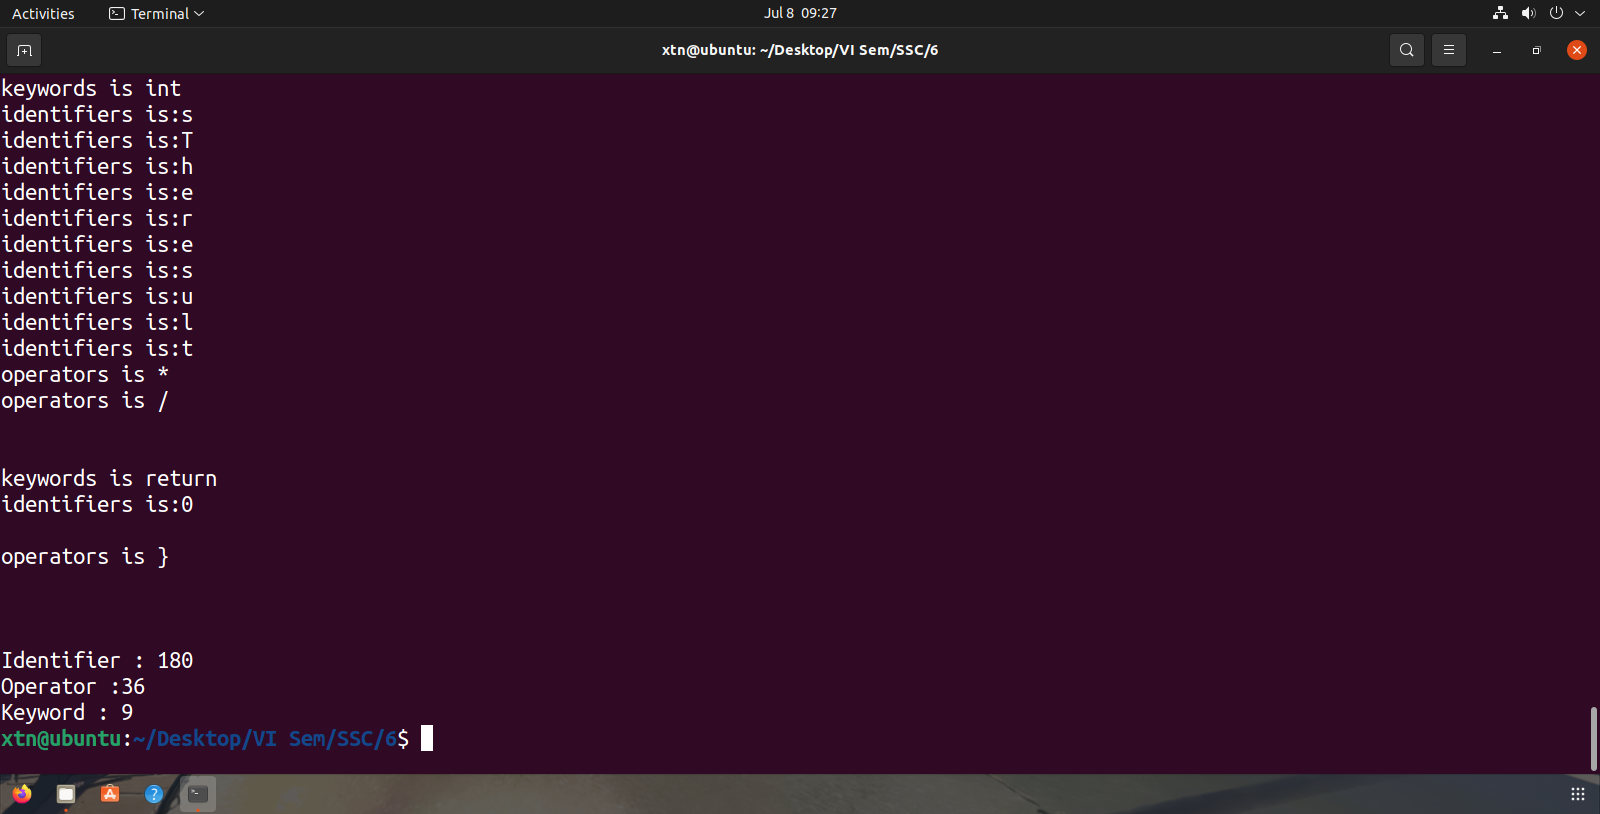 Activities Terminal Jul 8 09:27
xtn@ubuntu: ~/Desktop/VI Sem/SSC/6
keywords is int
identifiers is:s
identifiers is:T
identifiers is:h
identifiers is:e
identifiers is:r
identifiers is:e
identifiers is:s
identifiers is:u
identifiers is:l
identifiers is:t
operators is *
operators is /
keywords is return
identifiers is:0
operators is }
Identifier : 180
Operator :36
Keyword : 9
xtn@ubuntu:~/Desktop/VI Sem/SSC/6$